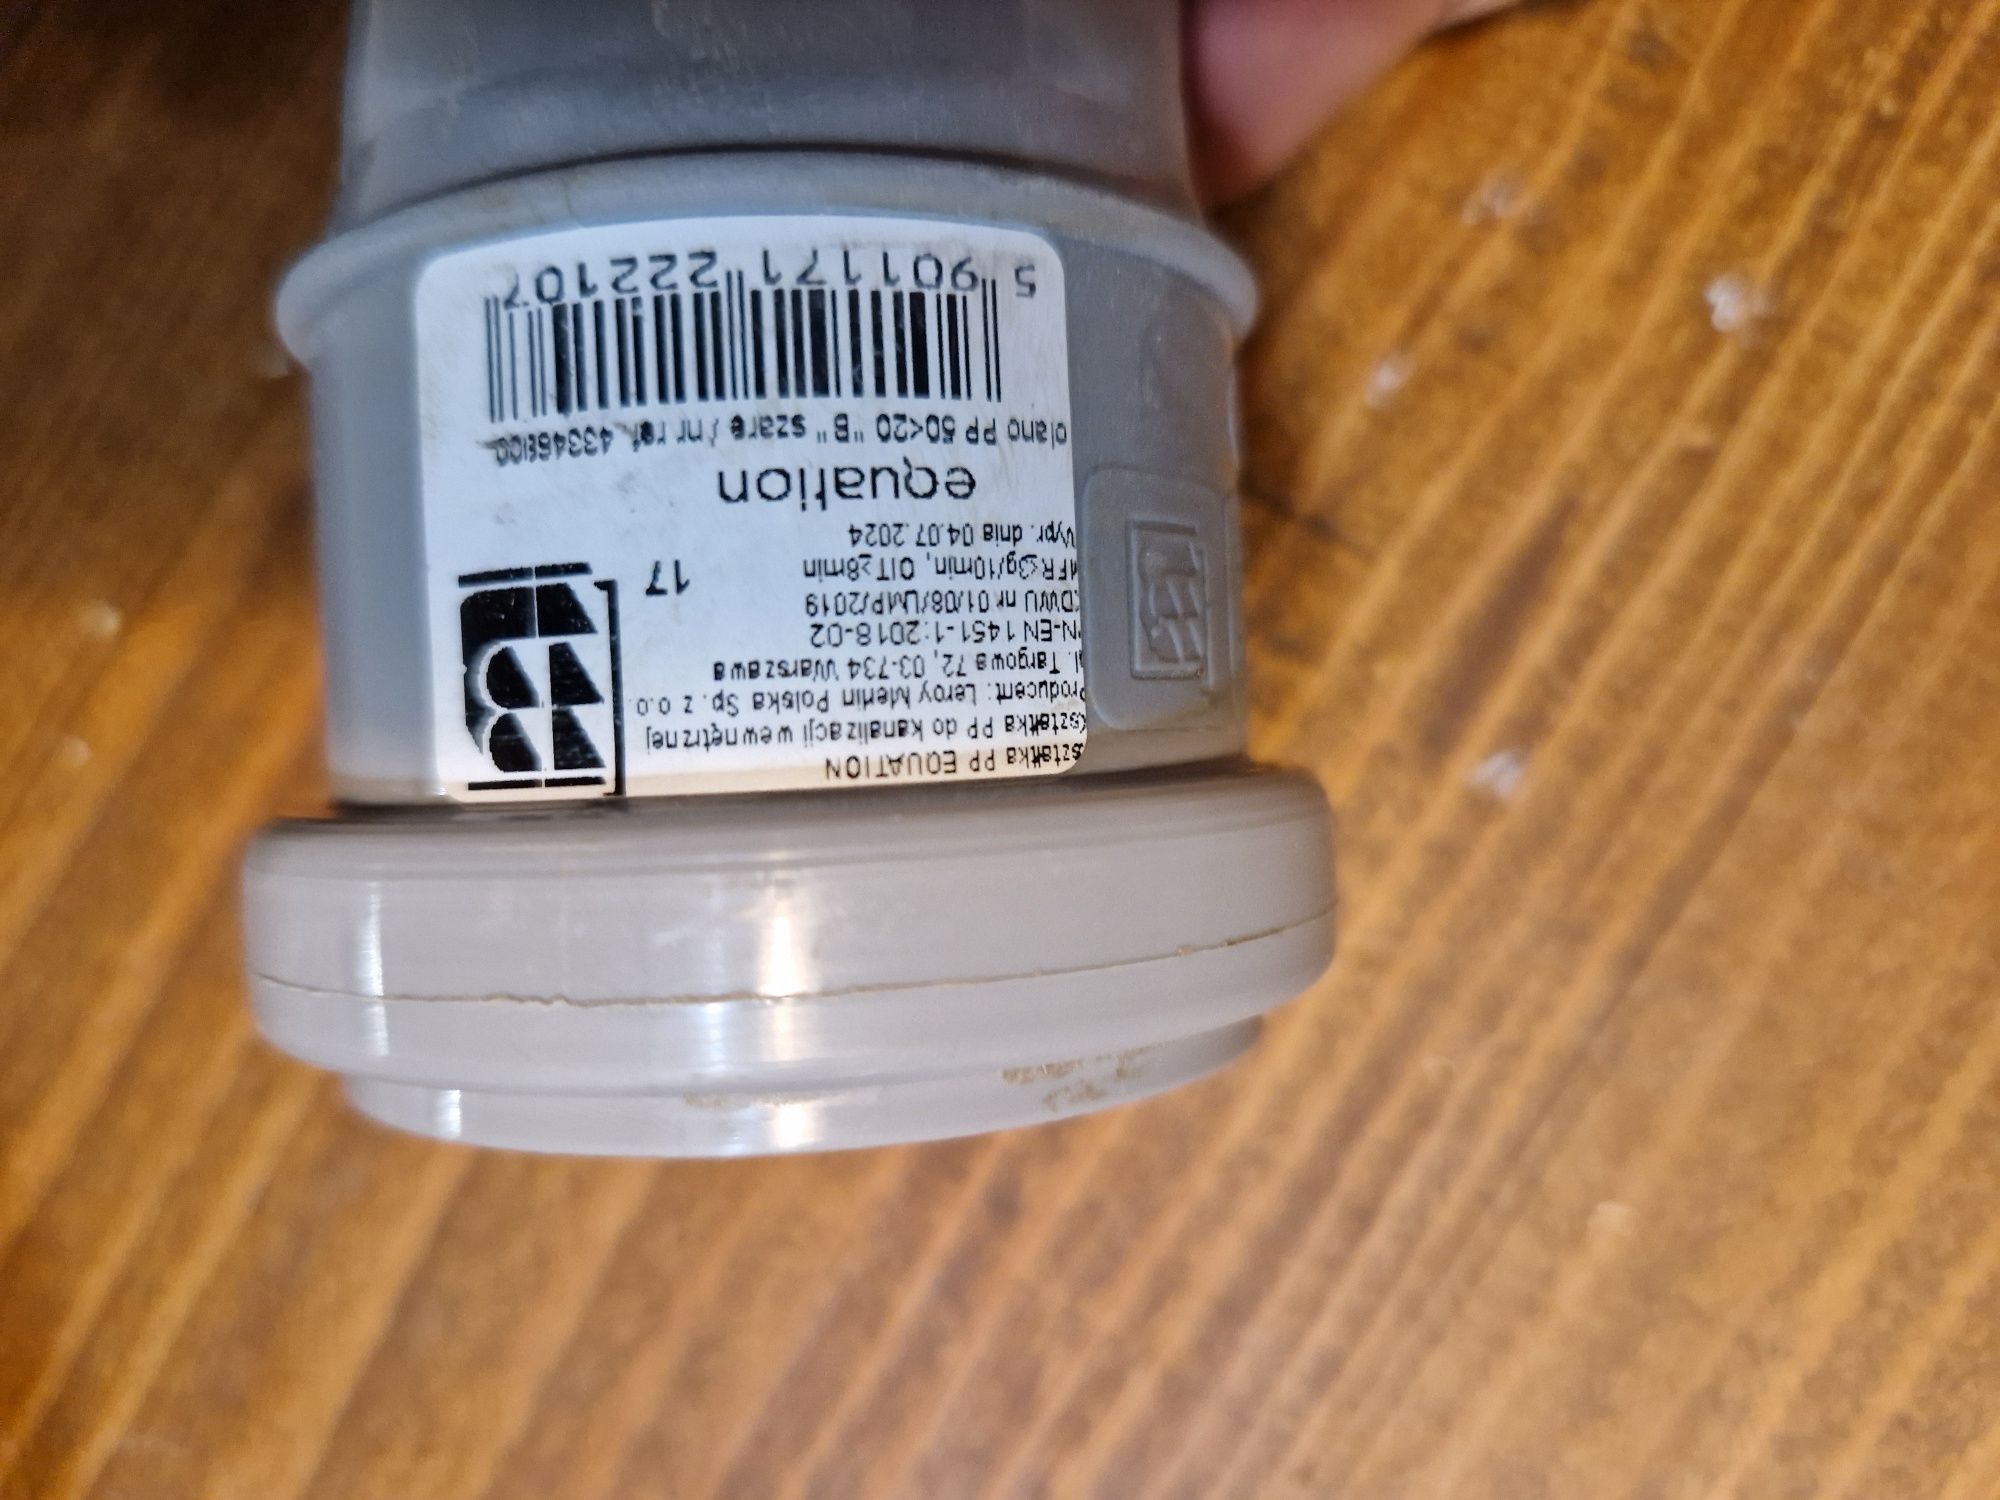 kształtka PP EQUATION
Kształtka PP do kanalizacji wewnętrznej
Producent: Leroy Merlin Polska Sp. z o.o.
ul. Targowa 72, 03-734 Warszawa
PN-EN 1451-1:2018-02
KDWU nr 01/08/LMP/2019
MFR≤3g/10min, OIT≥8min
Wypr. dnia 04.07.2024
17
equation
olano PP 50<20 "B" szare / nr ref.
5 901171 222107